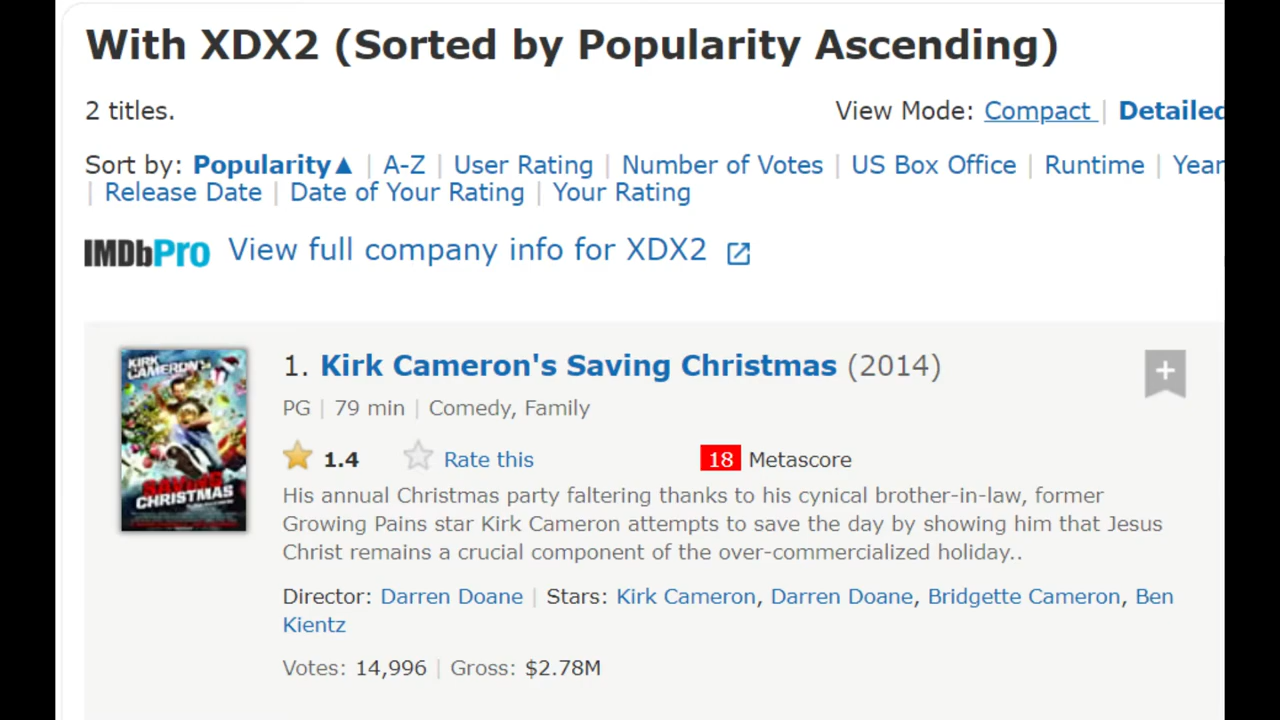 With XDX2 (Sorted by Popularity Ascending)
2 titles.
View Mode: Compact | Detailed
Sort by: Popularity▲ | A-Z | User Rating | Number of Votes | US Box Office | Runtime | Year
| Release Date | Date of Your Rating | Your Rating
IMDbPro View full company info for XDX2
KIRK
CAMERON'S
SAVING
CHRISTMAS
1. Kirk Cameron's Saving Christmas (2014)
PG | 79 min | Comedy, Family
1.4 Rate this 18 Metascore
His annual Christmas party faltering thanks to his cynical brother-in-law, former
Growing Pains star Kirk Cameron attempts to save the day by showing him that Jesus
Christ remains a crucial component of the over-commercialized holiday..
Director: Darren Doane | Stars: Kirk Cameron, Darren Doane, Bridgette Cameron, Ben
Kientz
Votes: 14,996 | Gross: $2.78M